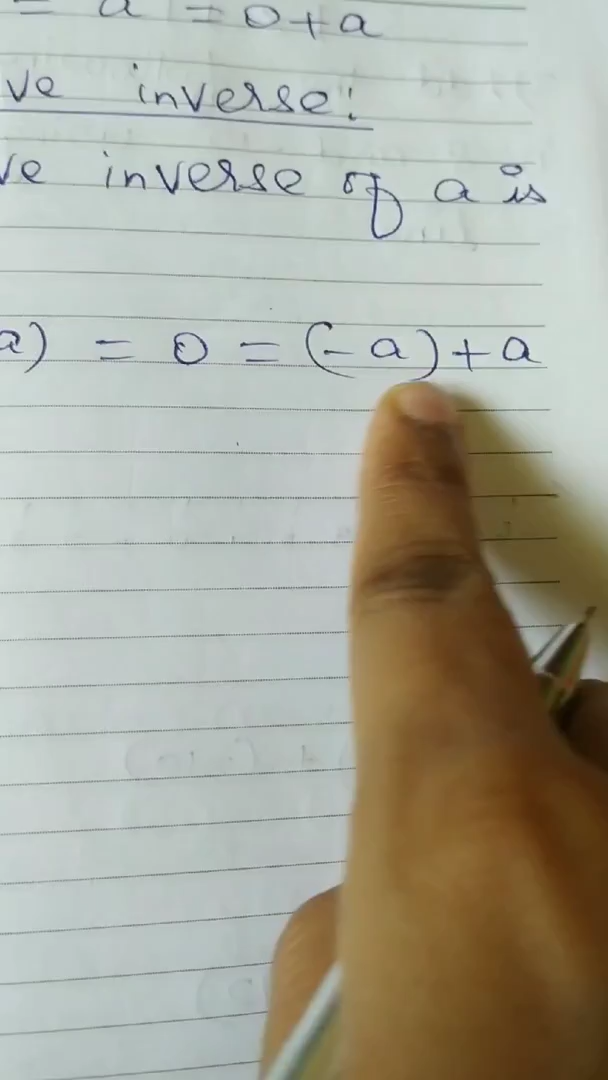 = a = 0+a
ve inverse:
ve inverse of a is
a) = 0 = (-a)+a